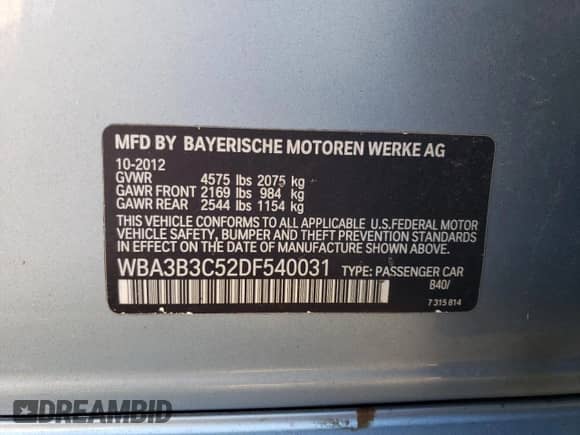 MFD BY BAYERISCHE MOTOREN WERKE AG
10-2012
GVWR 4575 lbs 2075 kg
GAWR FRONT 2169 lbs 984 kg
GAWR REAR 2544 lbs 1154 kg
THIS VEHICLE CONFORMS TO ALL APPLICABLE U.S.FEDERAL MOTOR
VEHICLE SAFETY, BUMPER AND THEFT PREVENTION STANDARDS
IN EFFECT ON THE DATE OF MANUFACTURE SHOWN ABOVE.
WBA3B3C52DF540031 TYPE: PASSENGER CAR
B40/
7 315 814
DREAMBID